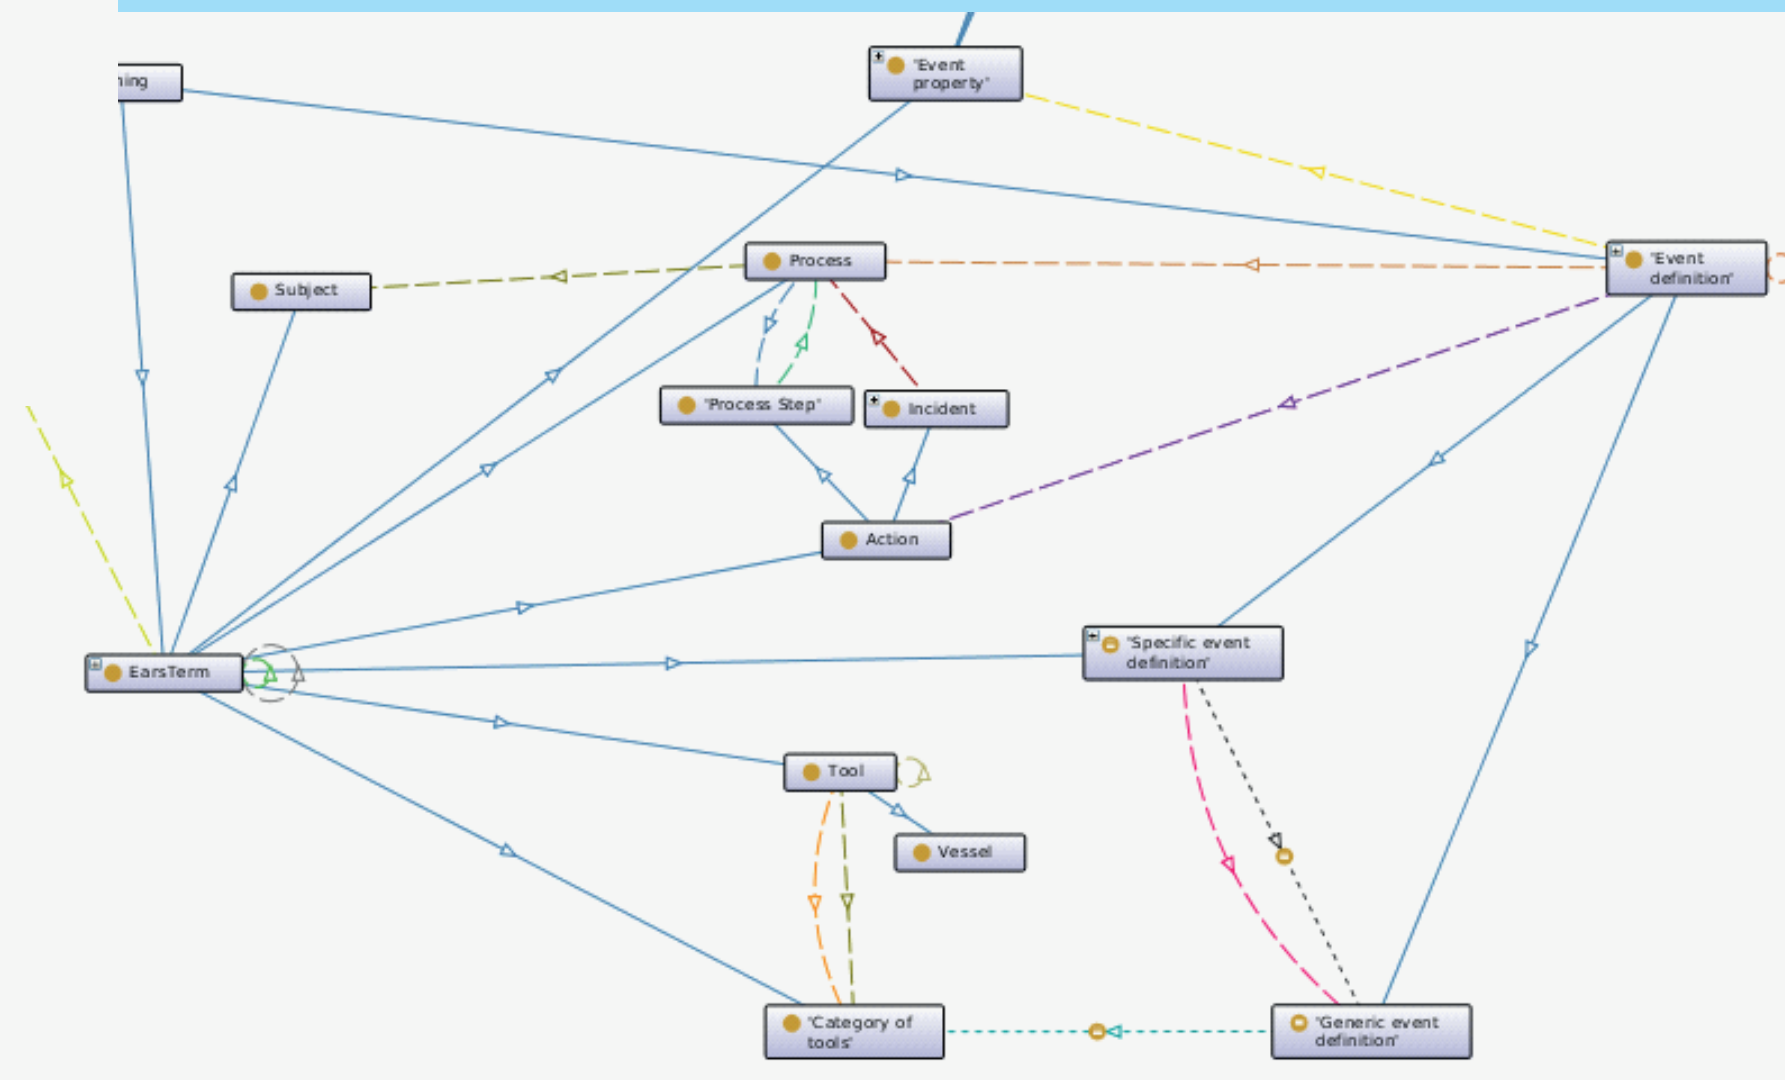 "Event
property"
Process
"Event
definition"
Subject
"Process Step"
Incident
Action
"Specific event
definition"
EarsTerm
Tool
Vessel
"Category of
tools"
"Generic event
definition"